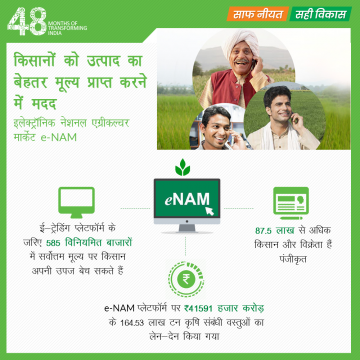 48 MONTHS OF
TRANSFORMING
INDIA
साफ नीयत सही विकास
किसानों को उत्पाद का
बेहतर मूल्य प्राप्त करने
में मदद
इलेक्ट्रॉनिक नेशनल एग्रीकल्चर
मार्केट e-NAM
eNAM
ई-ट्रेडिंग प्लेटफॉर्म के
जरिए 585 विनियमित बाजारों
में सर्वोत्तम मूल्य पर किसान
अपनी उपज बेच सकते हैं
87.5 लाख से अधिक
किसान और विक्रेता हैं
पंजीकृत
₹
e-NAM प्लेटफॉर्म पर ₹41591 हजार करोड़
के 164.53 लाख टन कृषि संबंधी वस्तुओं का
लेन-देन किया गया